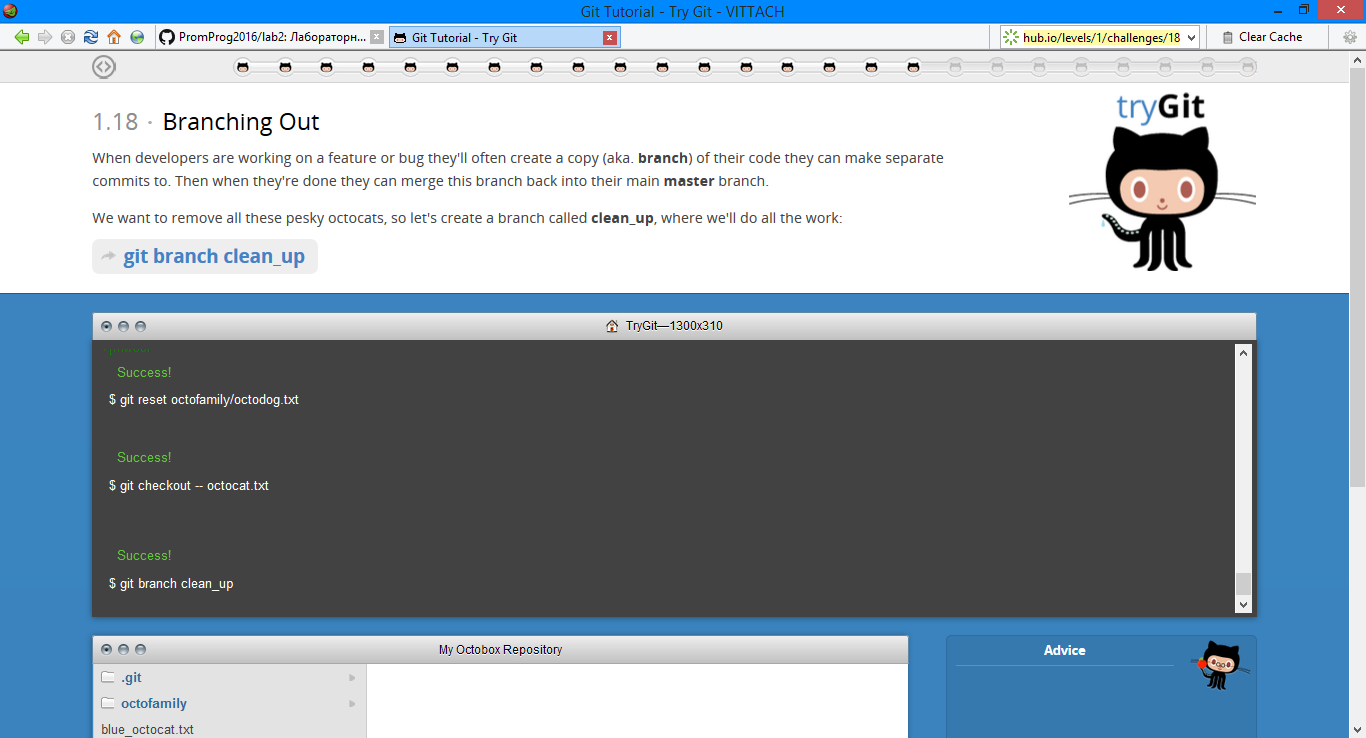 Git Tutorial - Try Git - VITTACH
PromProg2016/lab2: Лабораторн...
Git Tutorial - Try Git
hub.io/levels/1/challenges/18
Clear Cache
1.18 · Branching Out
tryGit
When developers are working on a feature or bug they'll often create a copy (aka. branch) of their code they can make separate
commits to. Then when they're done they can merge this branch back into their main master branch.
We want to remove all these pesky octocats, so let's create a branch called clean_up, where we'll do all the work:
git branch clean_up
TryGit—1300x310
Success!
$ git reset octofamily/octodog.txt
Success!
$ git checkout -- octocat.txt
Success!
$ git branch clean_up
My Octobox Repository
Advice
.git
octofamily
blue_octocat.txt